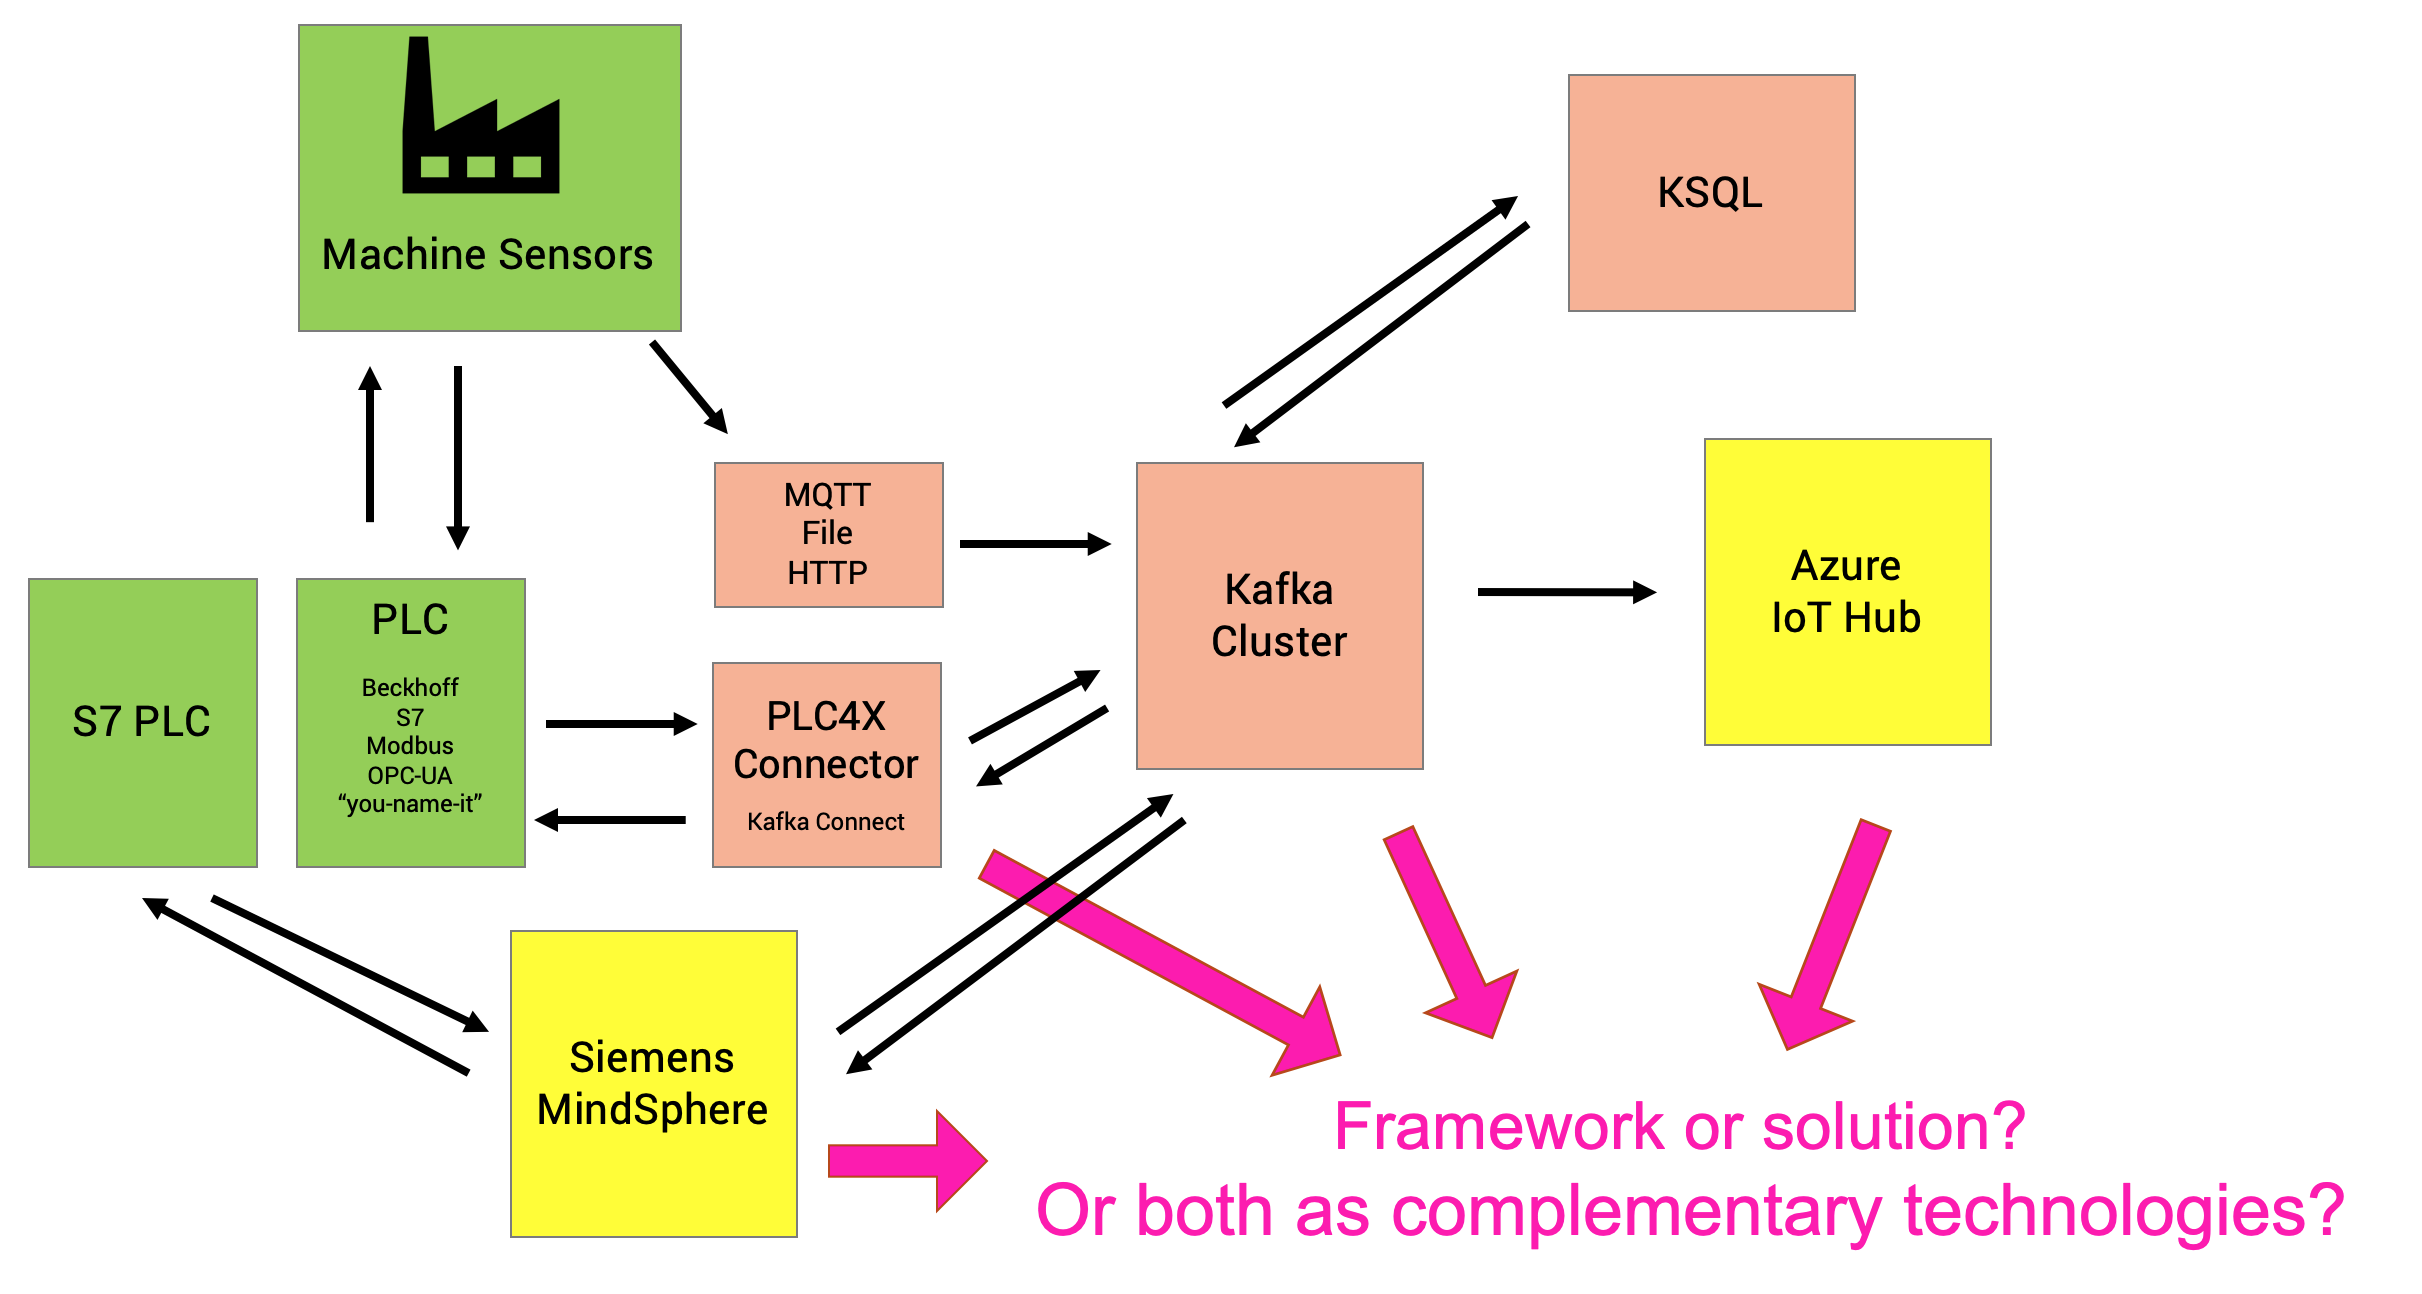 Machine Sensors
KSQL
MQTT
File
HTTP
Kafka
Cluster
Azure
IoT Hub
S7 PLC
PLC
Beckhoff
S7
Modbus
OPC-UA
“you-name-it”
PLC4X
Connector
Kafka Connect
Siemens
MindSphere
Framework or solution?
Or both as complementary technologies?